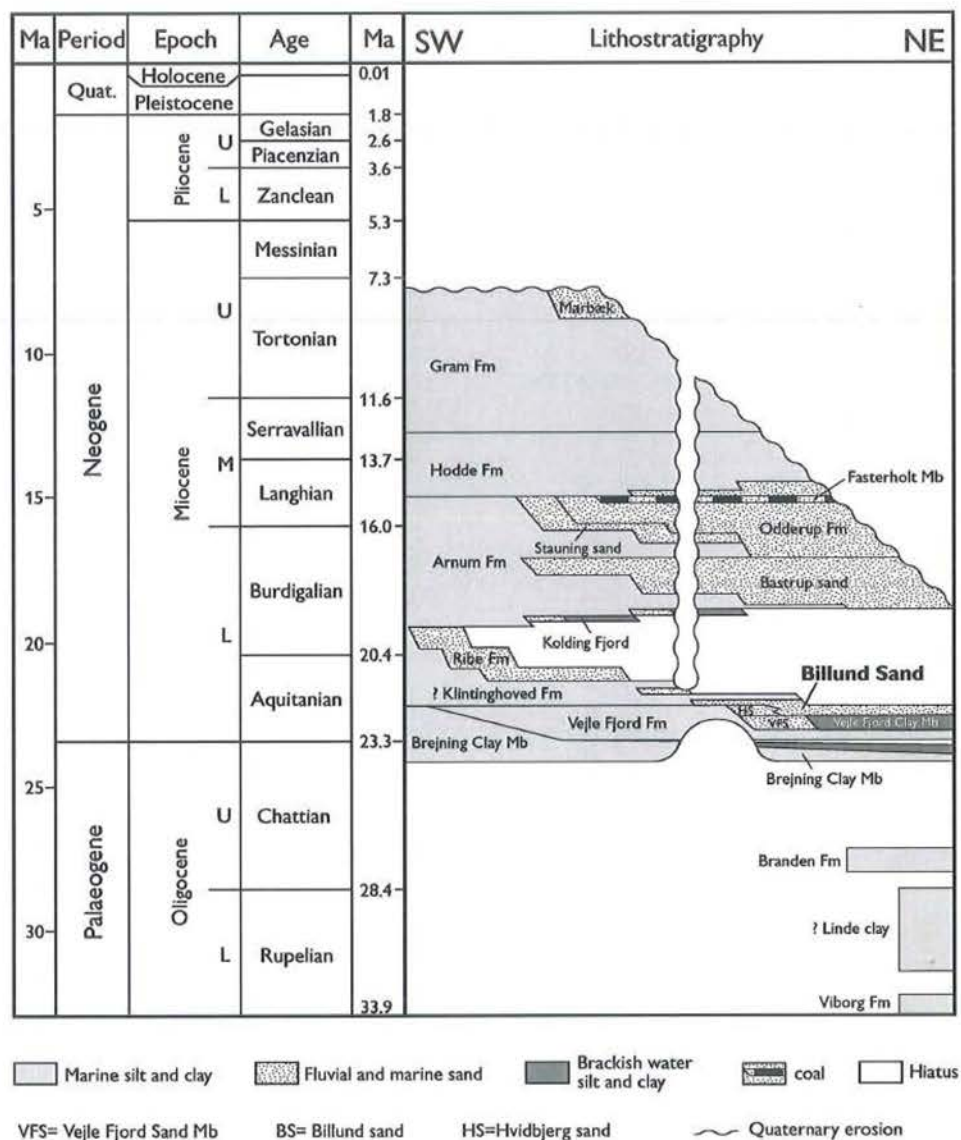 Ma Period Epoch Age Ma SW Lithostratigraphy NE
Holocene 0.01
Quat.
Pleistocene
1.8
Gelasian
U 2.6
Piacenzian
Pliocene
3.6
L Zanclean
5
5.3
Messinian
7.3
U Marbæk
Tortonian
10
Gram Fm
11.6
Serravallian
Neogene
M 13.7
Hodde Fm
Fasterholt Mb
Miocene
Langhian
15
16.0
Odderup Fm
Stauning sand
Arnum Fm
Burdigalian
Bastrup sand
L
Kolding Fjord
20
20.4
Ribe Fm
Billund Sand
? Klintinghoved Fm
Aquitanian
HS
Vejle Fjord Fm VFS Vejle Fjord Clay Mb
Brejning Clay Mb
23.3
Brejning Clay Mb
25
U Chattian
Branden Fm
Palaeogene
Oligocene
28.4
? Linde clay
30
L Rupelian
Viborg Fm
33.9
Marine silt and clay Fluvial and marine sand Brackish water silt and clay coal Hiatus
VFS= Vejle Fjord Sand Mb BS= Billund sand HS=Hvidbjerg sand Quaternary erosion